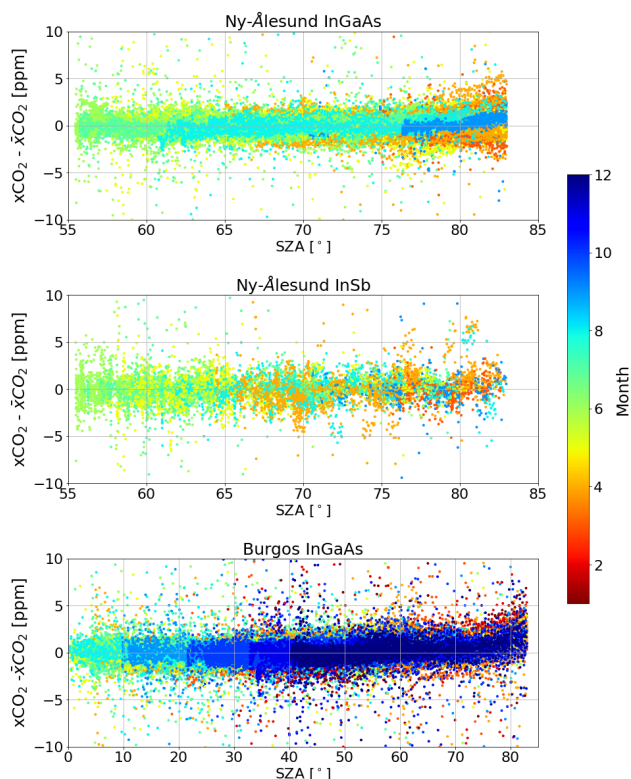 Ny-Ålesund InGaAs
xCO₂ - x̄CO₂ [ppm]
10
5
0
−5
−10
55 60 65 70 75 80 85
SZA [°]
Ny-Ålesund InSb
xCO₂ - x̄CO₂ [ppm]
10
5
0
−5
−10
55 60 65 70 75 80 85
SZA [°]
Burgos InGaAs
xCO₂ -x̄CO₂ [ppm]
10
5
0
−5
−10
0 10 20 30 40 50 60 70 80
SZA [°]
12
10
8
6
4
2
Month